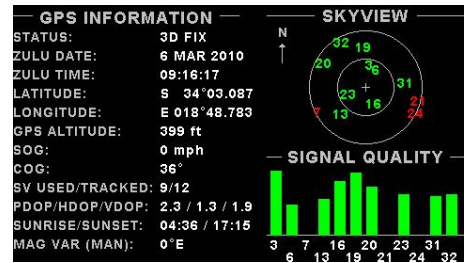 GPS INFORMATION
STATUS: 3D FIX
ZULU DATE: 6 MAR 2010
ZULU TIME: 09:16:17
LATITUDE: S 34°03.087
LONGITUDE: E 018°48.783
GPS ALTITUDE: 399 ft
SOG: 0 mph
COG: 36°
SV USED/TRACKED: 9/12
PDOP/HDOP/VDOP: 2.3 / 1.3 / 1.9
SUNRISE/SUNSET: 04:36 / 17:15
MAG VAR (MAN): 0°E
SKYVIEW
N
32 19
20 3 6
31
23 16 21
7 13 24
SIGNAL QUALITY
3 7 16 20 23 31
6 13 19 21 24 32